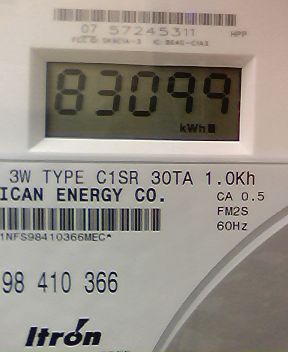 07 57245311
HPP
83099
kWh
3W TYPE C1SR 30TA 1.0Kh
ICAN ENERGY CO.
CA 0.5
FM2S
60Hz
1NFS98410366MEC*
98 410 366
Itron